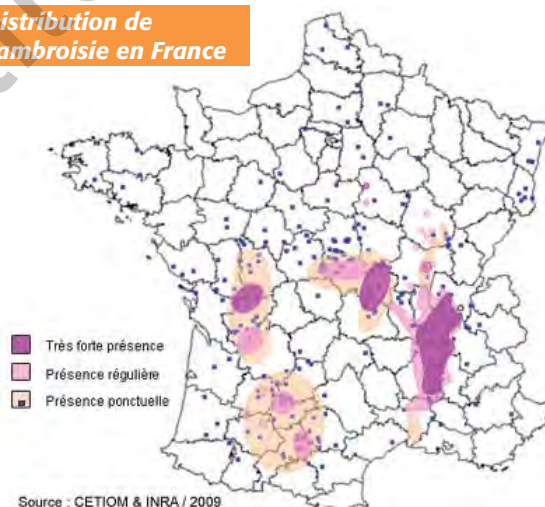 istribution de
ambroisie en France
Très forte présence
Présence régulière
Présence ponctuelle
Source : CETIOM & INRA / 2009